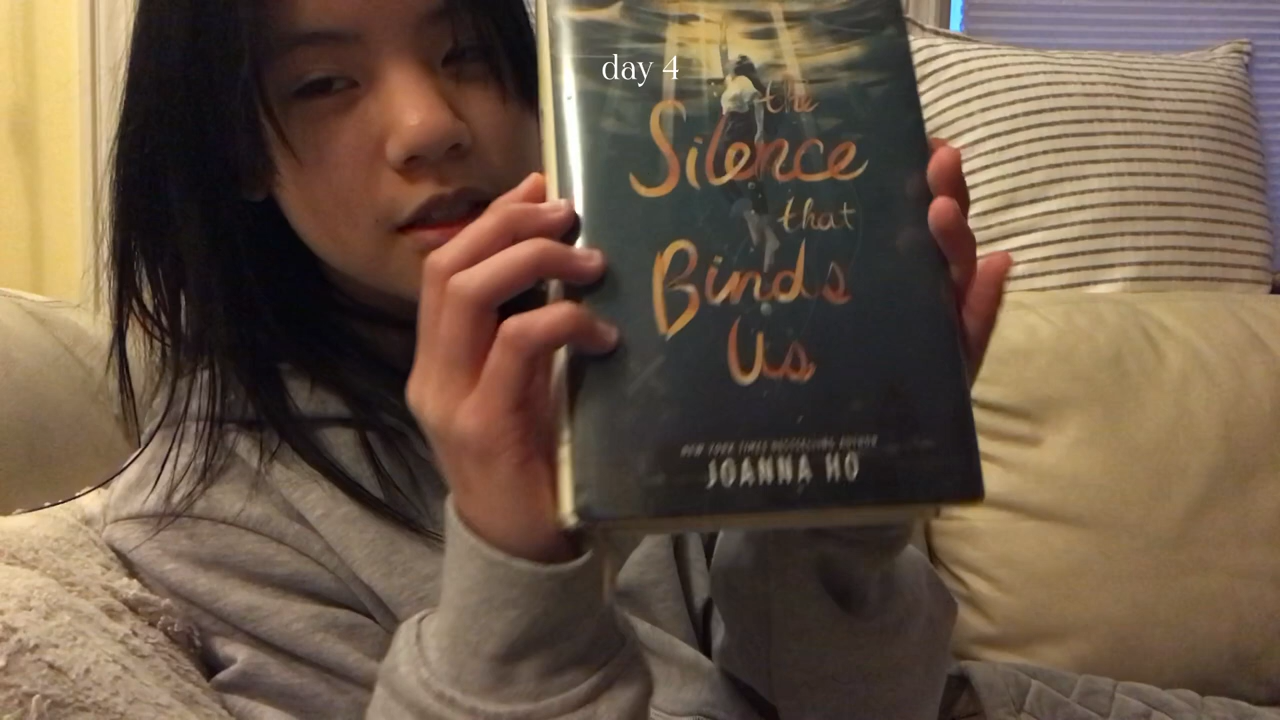 day 4
the
Silence
that
Binds
Us
NEW YORK TIMES BESTSELLING AUTHOR
JOANNA HO